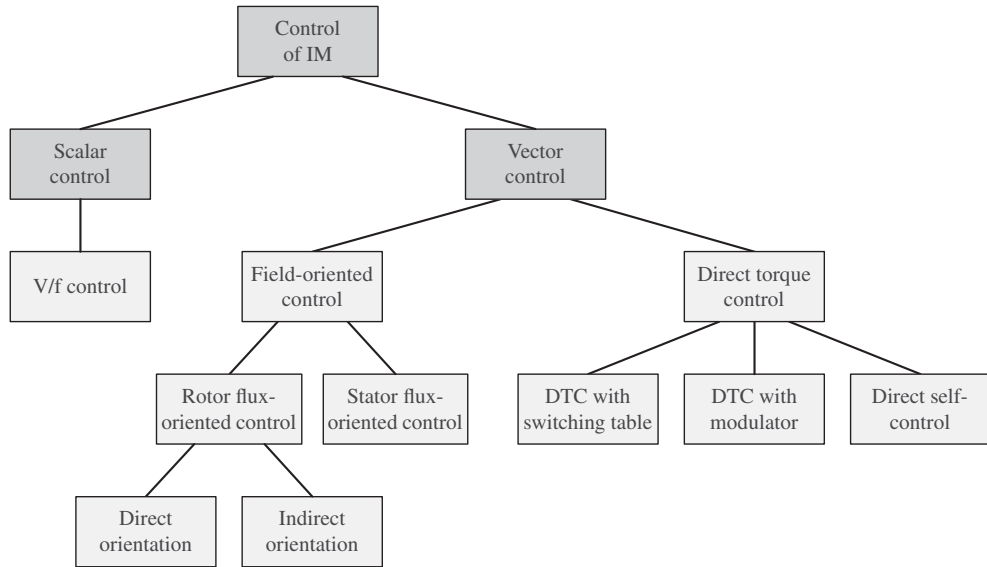 Control
of IM
Scalar
control
Vector
control
V/f control
Field-oriented
control
Direct torque
control
Rotor flux-
oriented control
Stator flux-
oriented control
DTC with
switching table
DTC with
modulator
Direct self-
control
Direct
orientation
Indirect
orientation